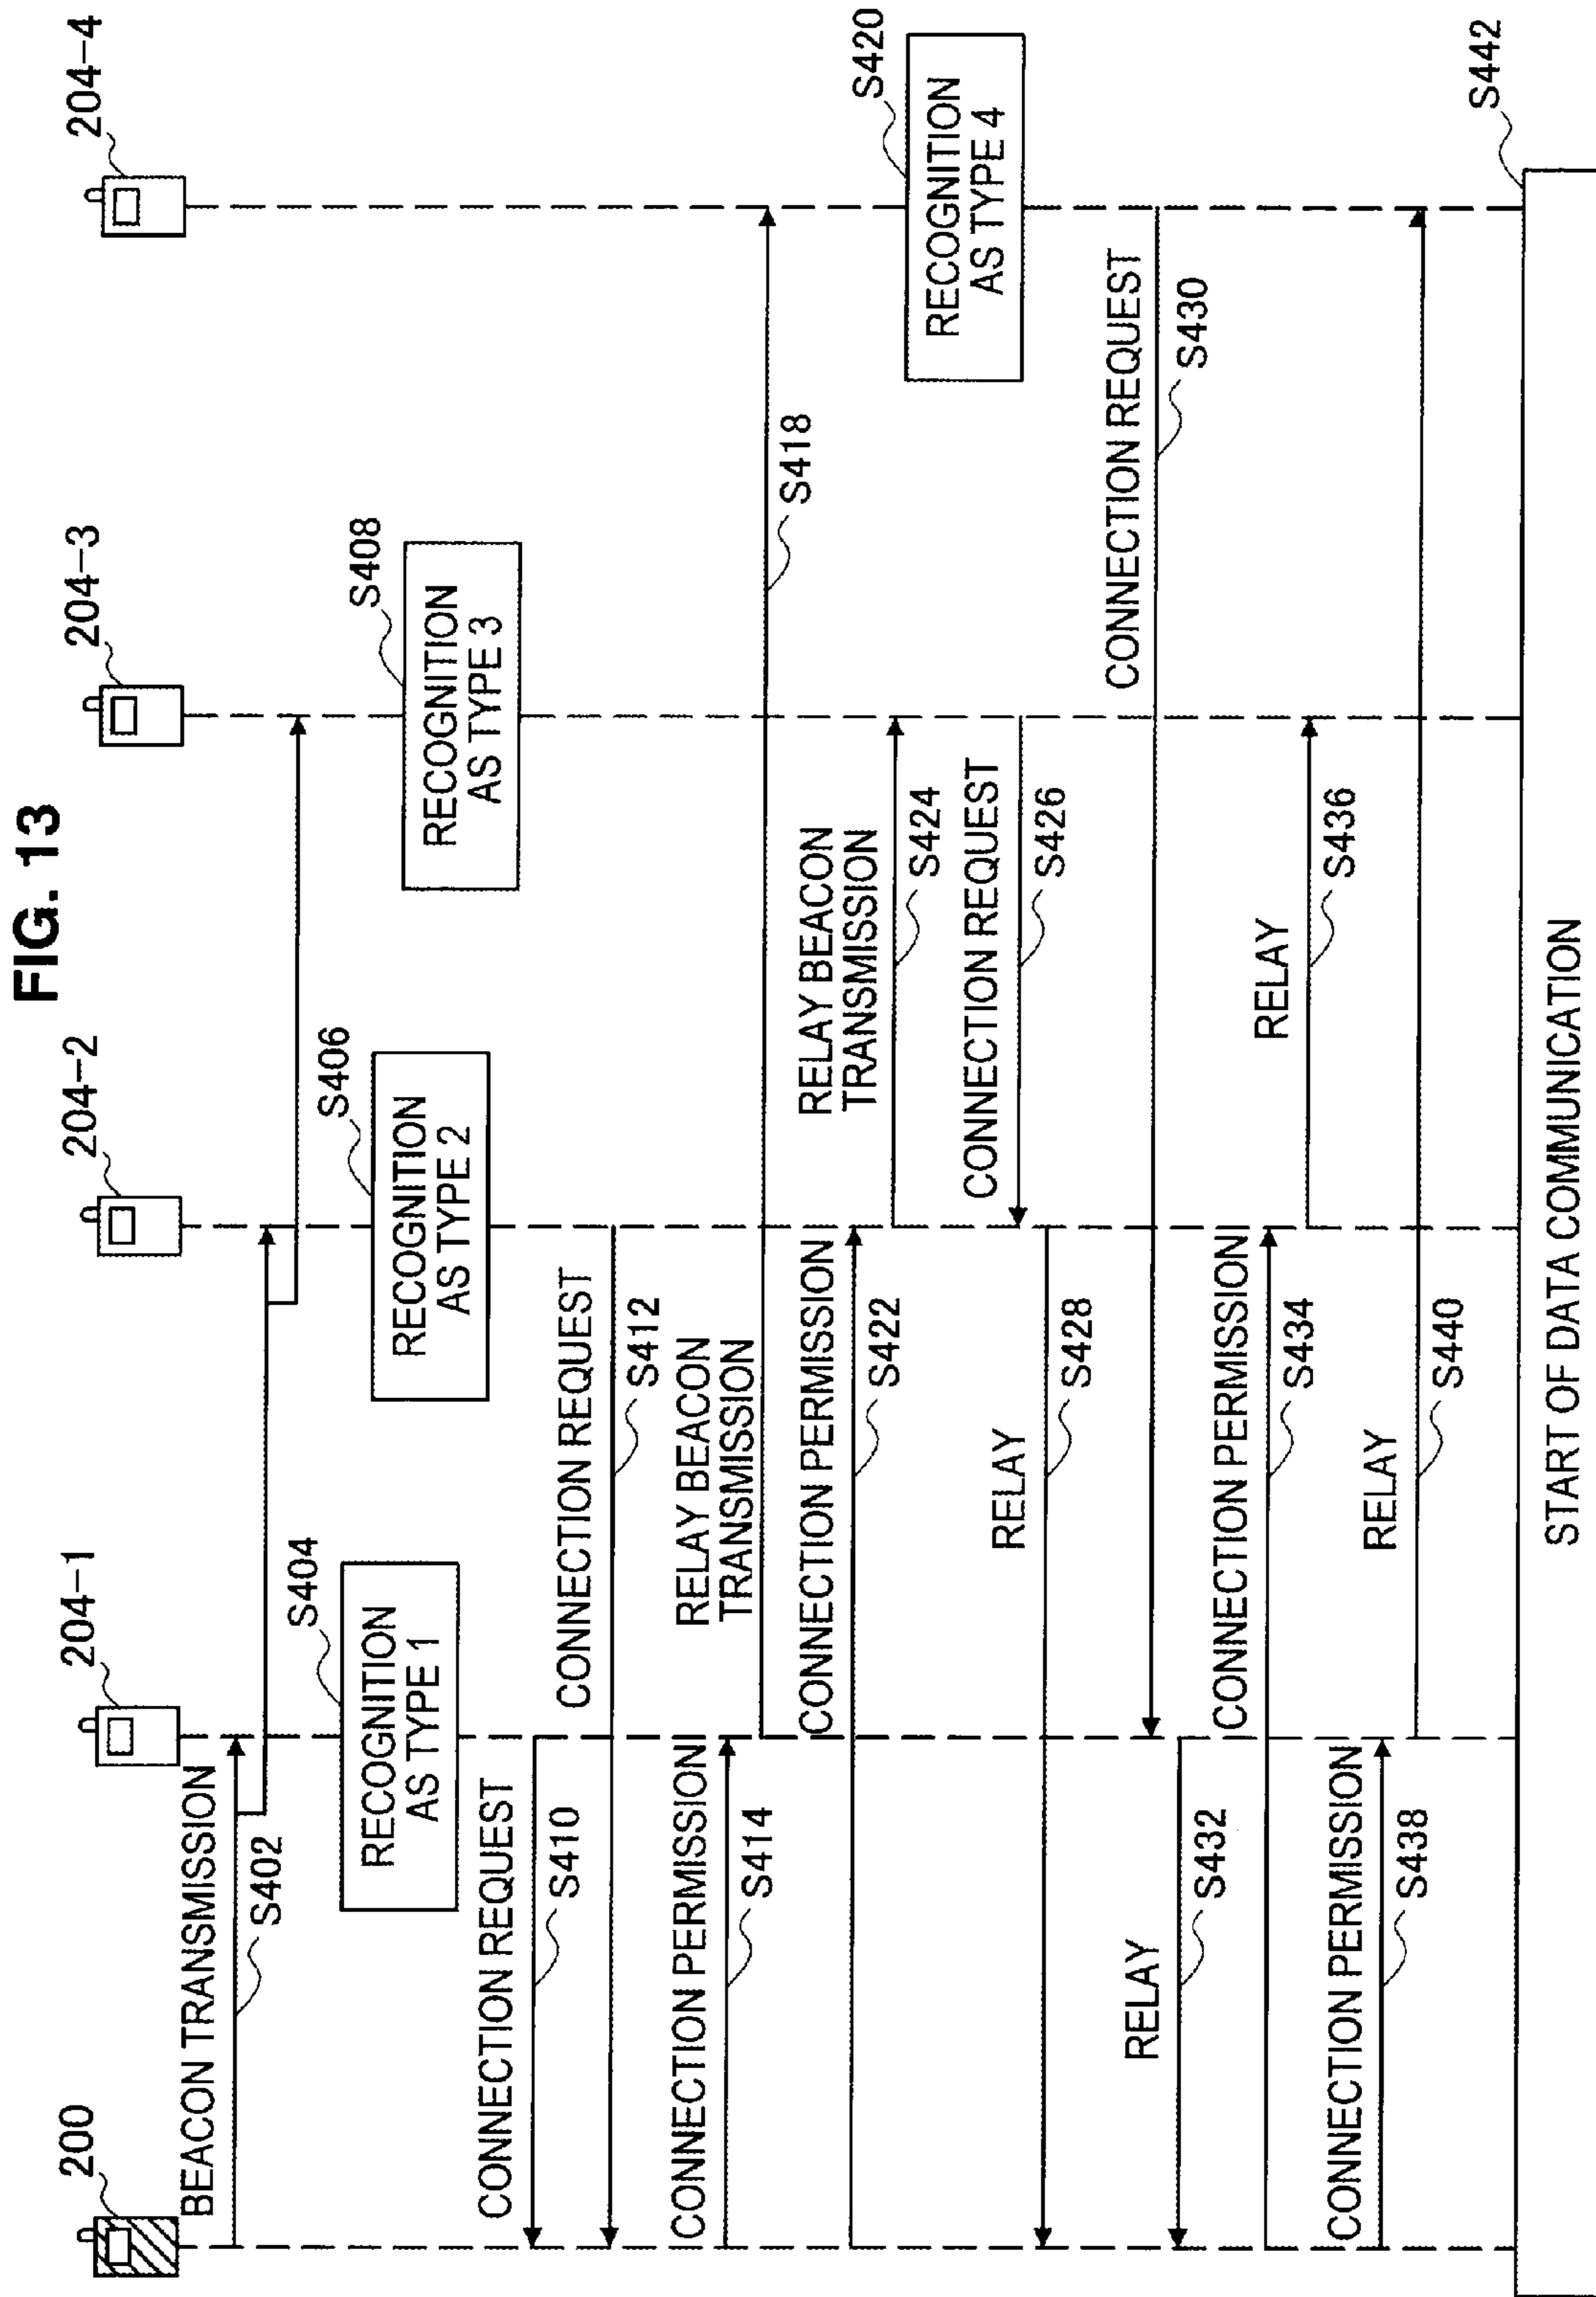 FIG. 13
200
204-1
204-2
204-3
204-4
BEACON TRANSMISSION
S402
S404
RECOGNITION
AS TYPE 1
S406
RECOGNITION
AS TYPE 2
S408
RECOGNITION
AS TYPE 3
CONNECTION REQUEST
S410
CONNECTION REQUEST
S412
CONNECTION PERMISSION
S414
RELAY BEACON
TRANSMISSION
S418
S420
RECOGNITION
AS TYPE 4
CONNECTION PERMISSION
S422
RELAY BEACON
TRANSMISSION
S424
CONNECTION REQUEST
S426
RELAY
S428
CONNECTION REQUEST
S430
RELAY
S432
CONNECTION PERMISSION
S434
RELAY
S436
CONNECTION PERMISSION
S438
RELAY
S440
S442
START OF DATA COMMUNICATION